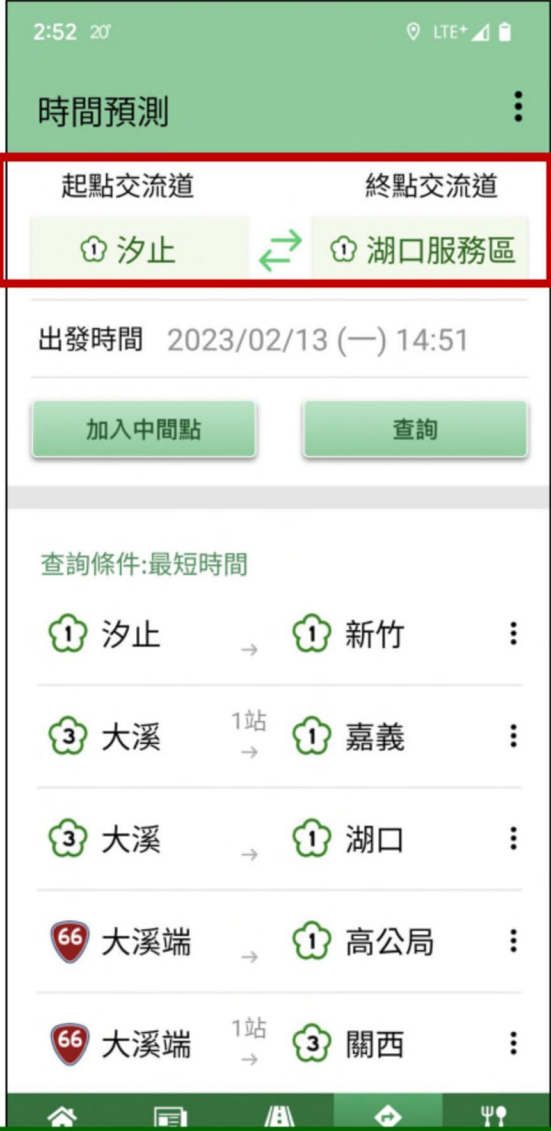 2:52 20° LTE+
時間預測
起點交流道 終點交流道
1 汐止 1 湖口服務區
出發時間 2023/02/13 (一) 14:51
加入中間點 查詢
查詢條件:最短時間
1 汐止 → 1 新竹
3 大溪 1站 → 1 嘉義
3 大溪 → 1 湖口
66 大溪端 → 1 高公局
66 大溪端 1站 → 3 關西